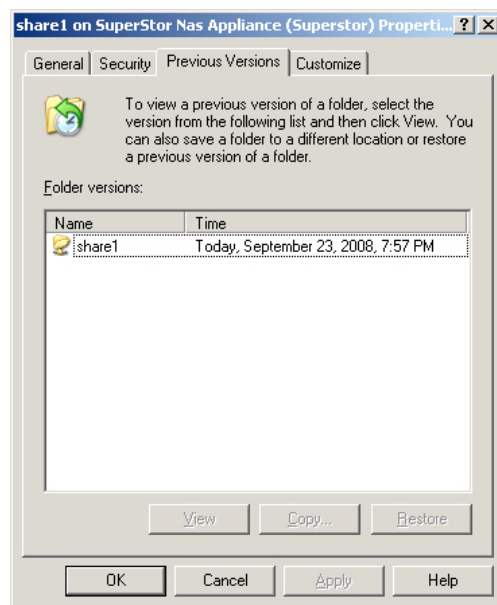 share1 on SuperStor Nas Appliance (Superstor) Properti... ? X
General Security Previous Versions Customize
To view a previous version of a folder, select the
version from the following list and then click View. You
can also save a folder to a different location or restore
a previous version of a folder.
Folder versions:
Name Time
share1 Today, September 23, 2008, 7:57 PM
View Copy... Restore
OK Cancel Apply Help